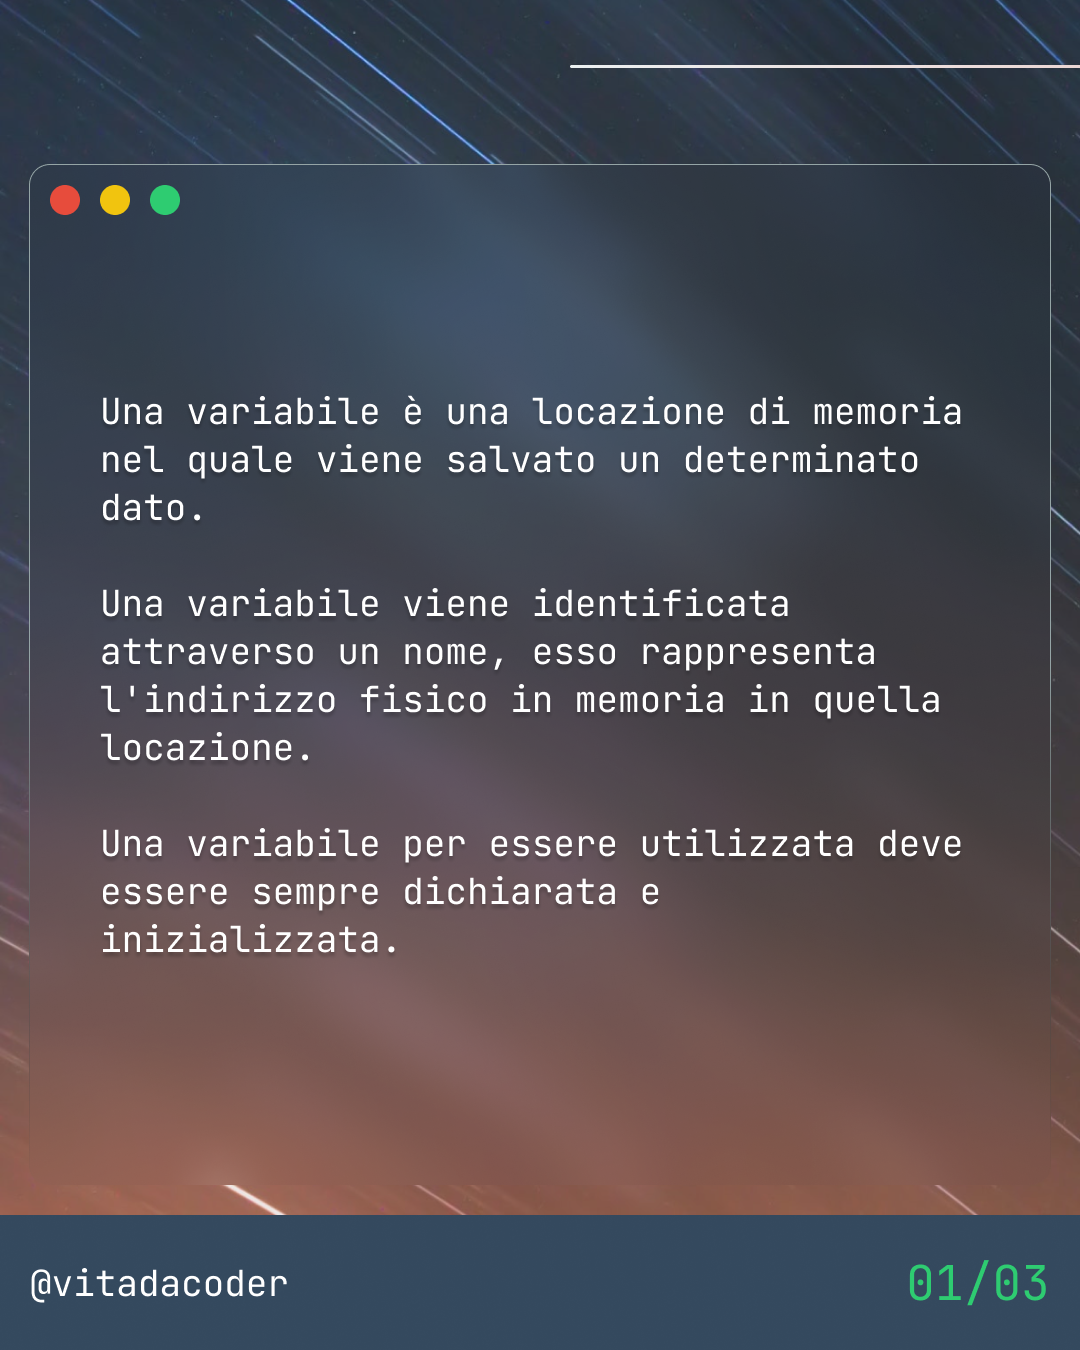 Una variabile è una locazione di memoria
nel quale viene salvato un determinato
dato.
Una variabile viene identificata
attraverso un nome, esso rappresenta
l'indirizzo fisico in memoria in quella
locazione.
Una variabile per essere utilizzata deve
essere sempre dichiarata e
inizializzata.
@vitadacoder
01/03